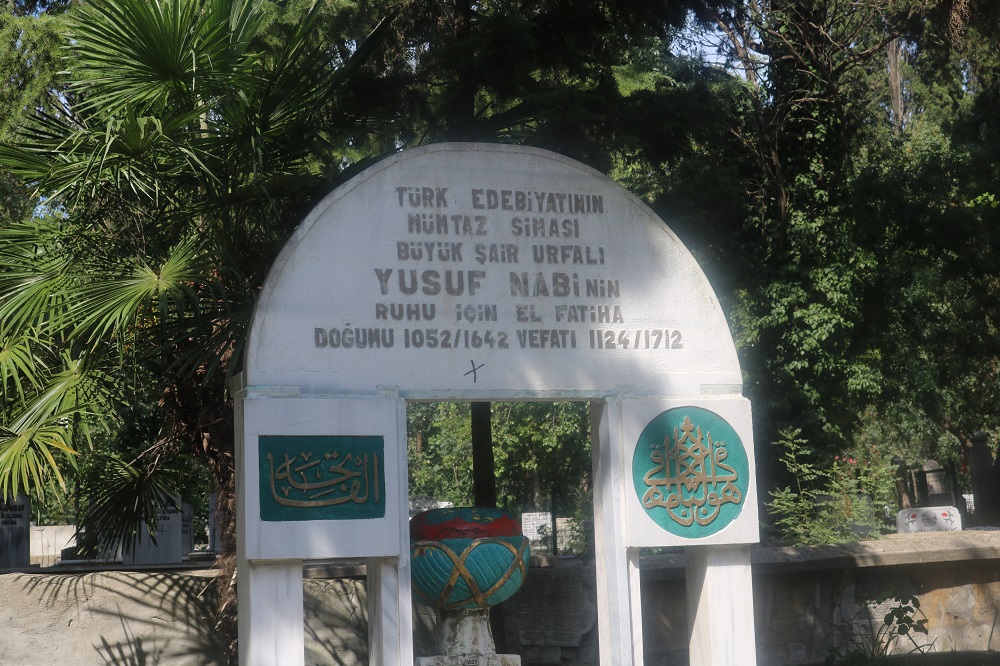 TÜRK EDEBİYATININ
MÜMTAZ SİMASI
BÜYÜK ŞAİR URFALI
YUSUF NABİNİN
RUHU İÇİN EL FATİHA
DOĞUMU 1052/1642 VEFATI 1124/1712
الفاتحة